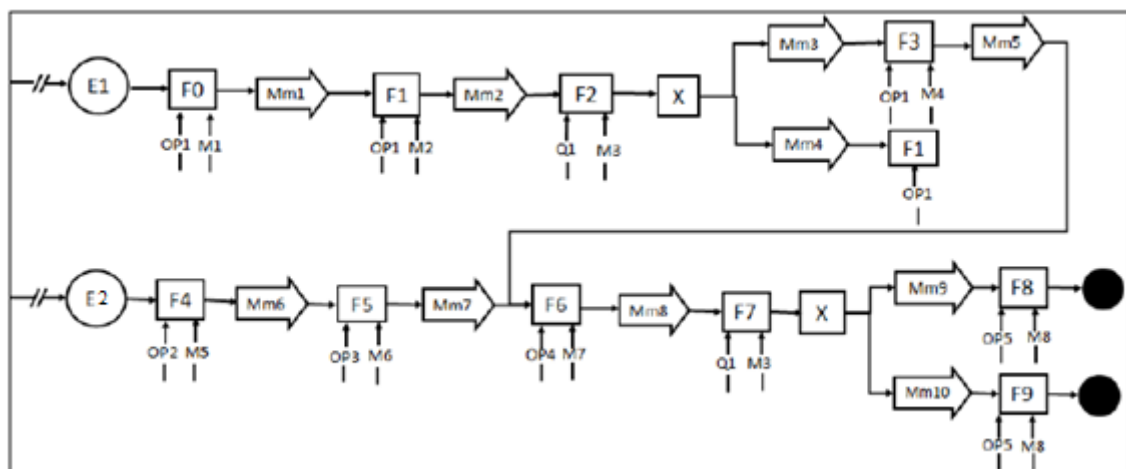 Mm3 F3 Mm5
E1 F0 Mm1 F1 Mm2 F2 X
OP1 M4
OP1 M1 OP1 M2 Q1 M3 Mm4 F1
OP1
E2 F4 Mm6 F5 Mm7 F6 Mm8 F7 X Mm9 F8
OP2 M5 OP3 M6 OP4 M7 Q1 M3 OP5 M8
Mm10 F9
OP5 M8